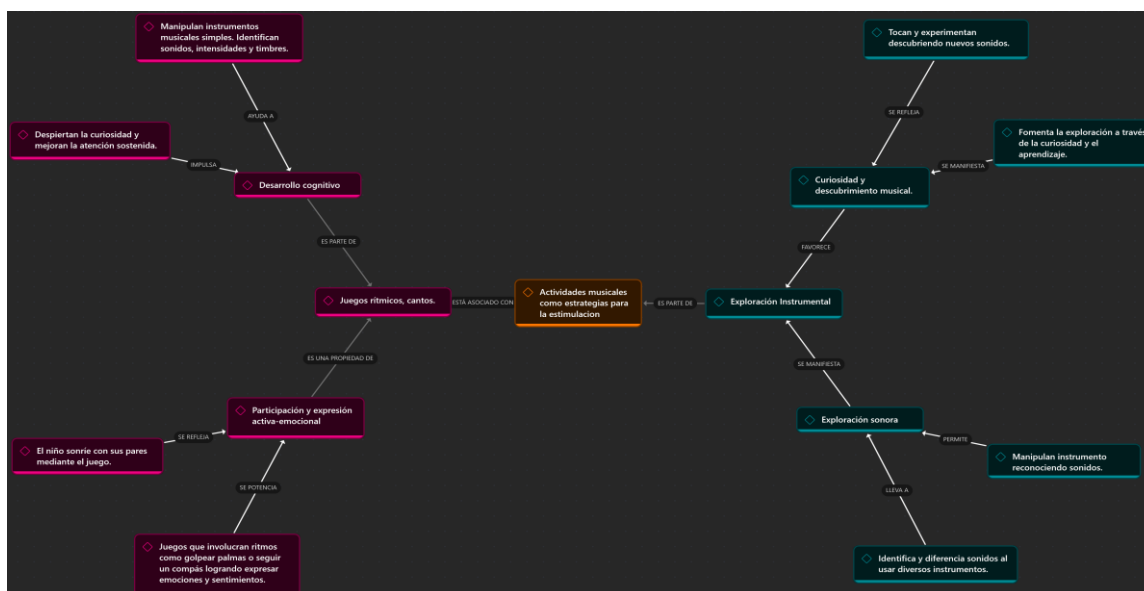 Manipulan instrumentos
musicales simples. Identifican
sonidos, intensidades y timbres.
Tocan y experimentan
descubriendo nuevos sonidos.
AYUDA A
SE REFLEJA
Despiertan la curiosidad y
mejoran la atención sostenida.
Fomenta la exploración a través
de la curiosidad y el
aprendizaje.
IMPULSA
SE MANIFIESTA
Desarrollo cognitivo
Curiosidad y
descubrimiento musical.
ES PARTE DE
FAVORECE
Juegos rítmicos, cantos.
ESTÁ ASOCIADO CON
Actividades musicales
como estrategias para
la estimulacion
ES PARTE DE
Exploración Instrumental
ES UNA PROPIEDAD DE
SE MANIFIESTA
Participación y expresión
activa-emocional
Exploración sonora
SE REFLEJA
PERMITE
El niño sonríe con sus pares
mediante el juego.
Manipulan instrumento
reconociendo sonidos.
SE POTENCIA
LLEVA A
Juegos que involucran ritmos
como golpear palmas o seguir
un compás logrando expresar
emociones y sentimientos.
Identifica y diferencia sonidos al
usar diversos instrumentos.